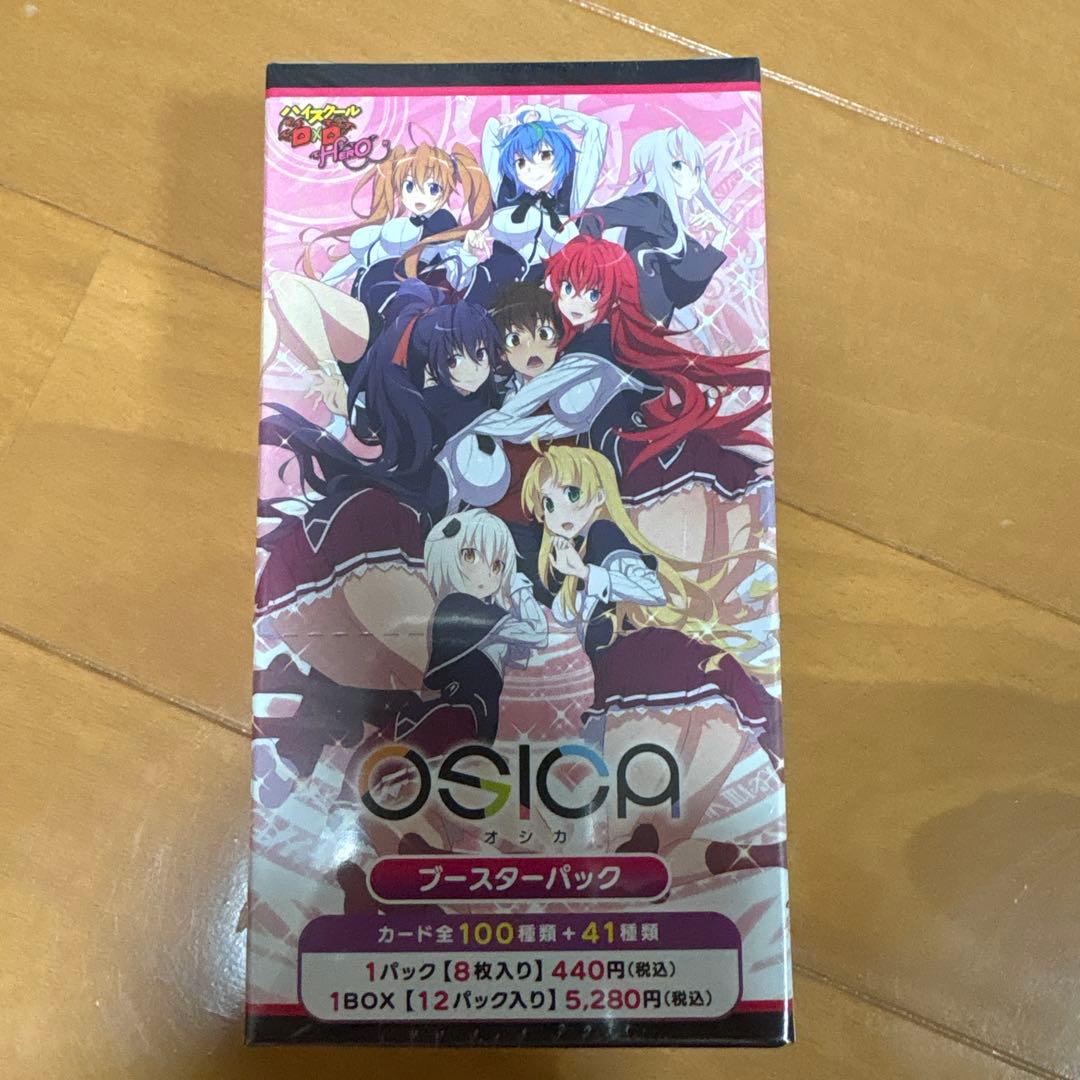 ハイスクール
D×D
HERO
OSICA
オシカ
ブースターパック
カード全100種類+41種類
1パック【8枚入り】440円(税込)
1BOX【12パック入り】5,280円(税込)